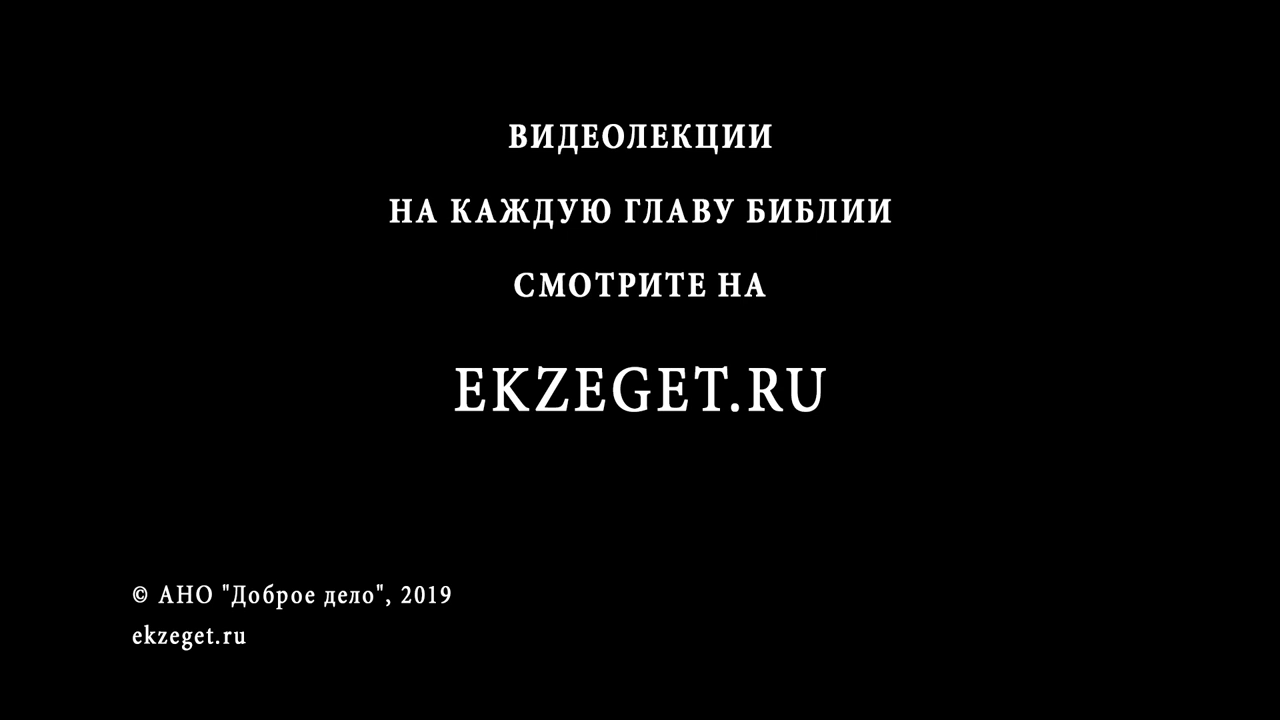 ВИДЕОЛЕКЦИИ
НА КАЖДУЮ ГЛАВУ БИБЛИИ
СМОТРИТЕ НА
EKZEGET.RU
© АНО "Доброе дело", 2019
ekzeget.ru